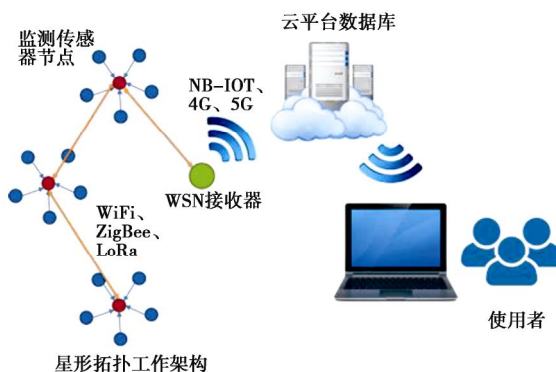 监测传感
器节点
云平台数据库
NB-IOT、
4G、5G
WSN接收器
WiFi、
ZigBee、
LoRa
使用者
星形拓扑工作架构